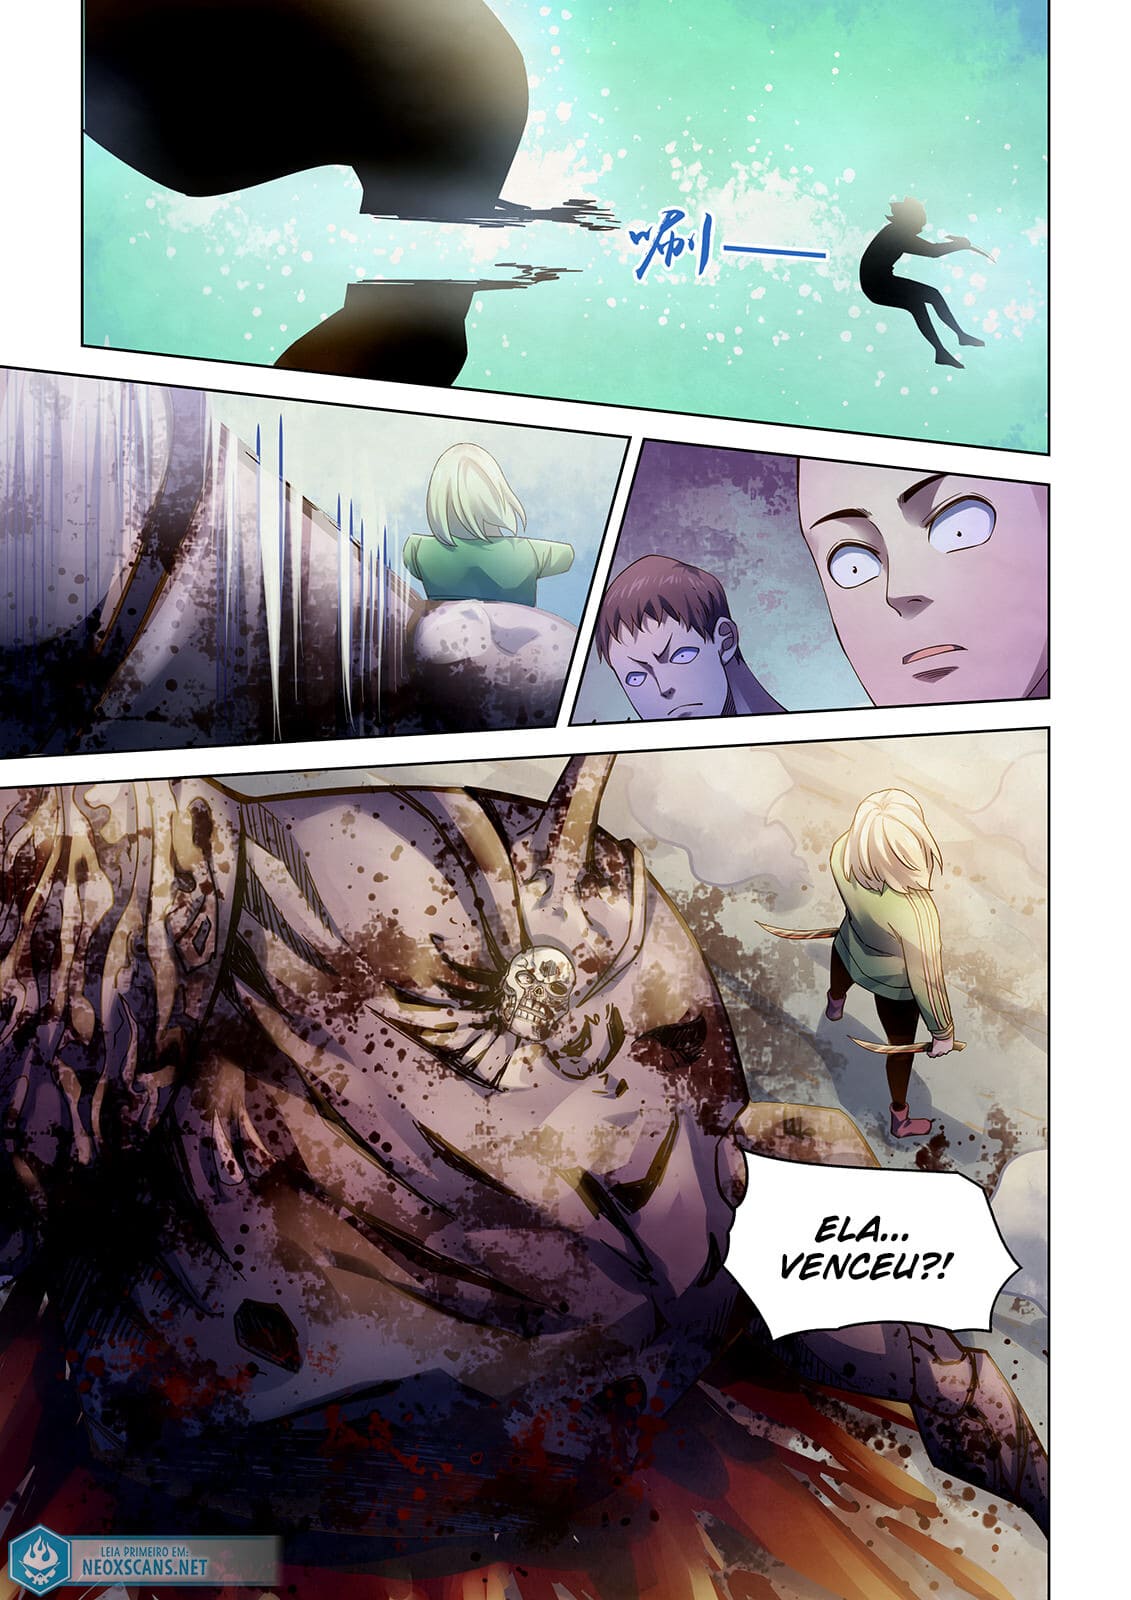 唰——
ELA...
VENCEU?!
LEIA PRIMEIRO EM:
NEOXSCANS.NET